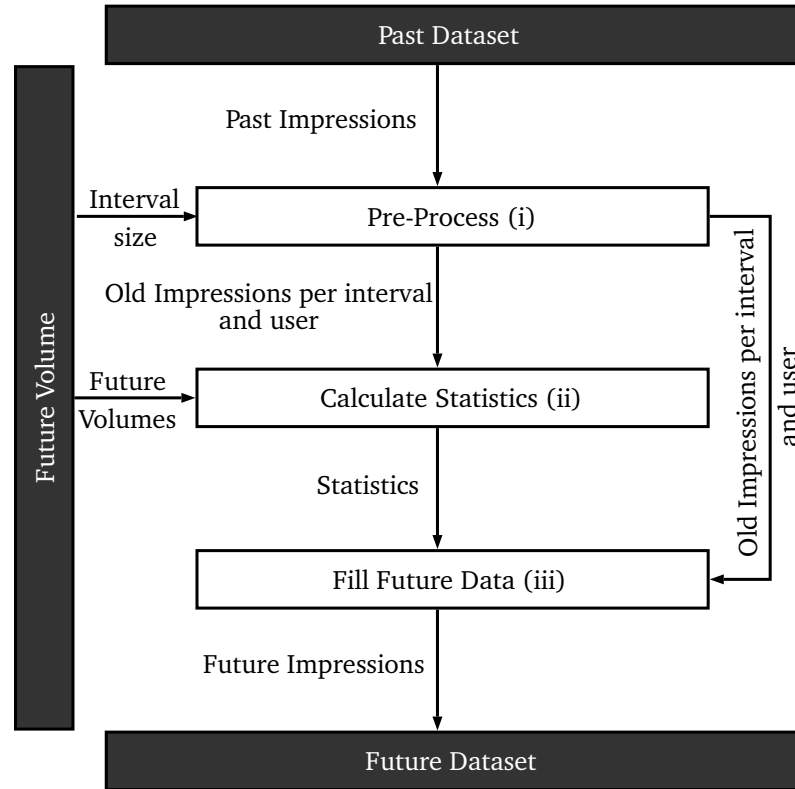 Past Dataset
Past Impressions
Interval
size
Pre-Process (i)
Old Impressions per interval
and user
Old Impressions per interval
and user
Future Volume
Future
Volumes
Calculate Statistics (ii)
Statistics
Fill Future Data (iii)
Future Impressions
Future Dataset